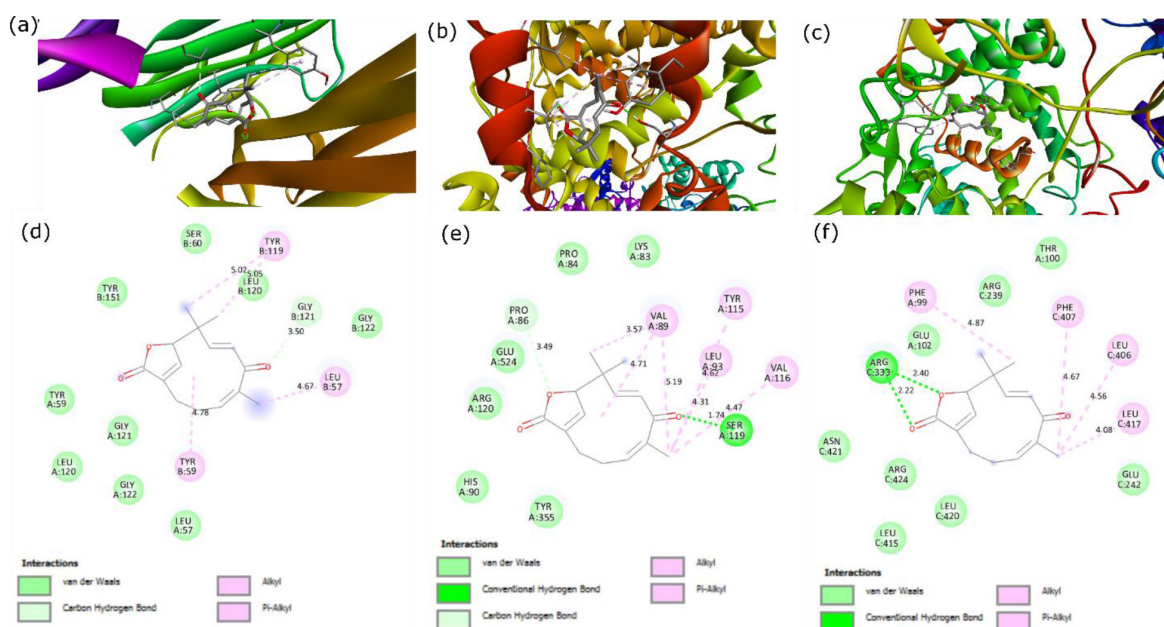 (a)
(b)
(c)
(d)
SER
B:60
TYR
B:119
5.02
5.05
LEU
B:120
TYR
B:151
GLY
B:121
GLY
B:122
3.50
LEU
B:57
4.67
4.78
TYR
A:59
GLY
A:121
LEU
A:120
GLY
A:122
TYR
B:59
LEU
A:57
Interactions
van der Waals
Carbon Hydrogen Bond
Alkyl
Pi-Alkyl
(e)
PRO
A:84
LYS
A:83
PRO
A:86
VAL
A:89
TYR
A:115
3.57
3.49
GLU
A:524
4.71
LEU
A:93
4.62
VAL
A:116
ARG
A:120
5.19
4.31
4.47
1.74
SER
A:119
HIS
A:90
TYR
A:355
Interactions
van der Waals
Conventional Hydrogen Bond
Carbon Hydrogen Bond
Alkyl
Pi-Alkyl
(f)
THR
A:100
PHE
A:99
ARG
C:239
PHE
C:407
4.87
GLU
A:102
LEU
C:406
ARG
C:333
2.40
2.22
4.67
4.56
LEU
C:417
4.08
ASN
C:421
ARG
C:424
LEU
C:420
GLU
C:242
LEU
C:415
Interactions
van der Waals
Conventional Hydrogen Bond
Alkyl
Pi-Alkyl